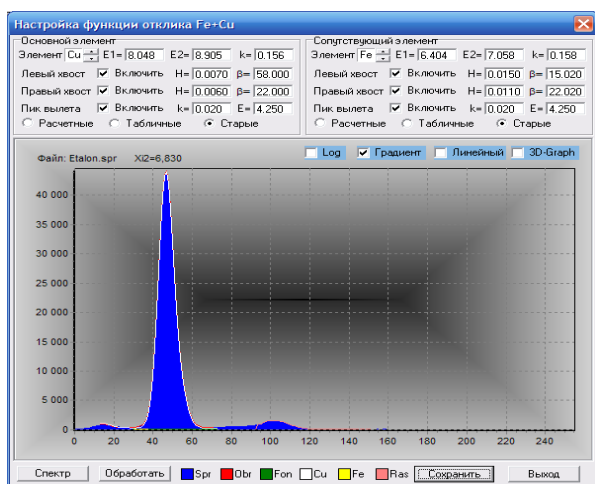 Настройка функции отклика Fe+Cu
Основной элемент
Элемент Cu E1= 8.048 E2= 8.905 k= 0.156
Левый хвост Включить H= 0.0070 β= 58.000
Правый хвост Включить H= 0.0060 β= 22.000
Пик вылета Включить k= 0.020 E= 4.250
Расчетные Табличные Старые
Сопутствующий элемент
Элемент Fe E1= 6.404 E2= 7.058 k= 0.158
Левый хвост Включить H= 0.0150 β= 15.020
Правый хвост Включить H= 0.0110 β= 22.020
Пик вылета Включить k= 0.020 E= 4.250
Расчетные Табличные Старые
Файл: Etalon.spr Xi2=6,830
Log Градиент Линейный 3D-Graph
40 000
35 000
30 000
25 000
20 000
15 000
10 000
5 000
0
0 20 40 60 80 100 120 140 160 180 200 220 240
Спектр Обработать Spr Obr Fon Cu Fe Ras Сохранить Выход